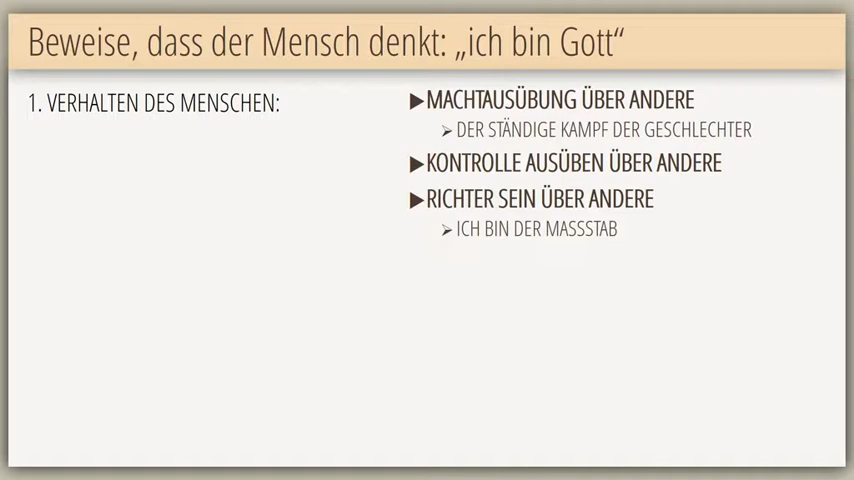 Beweise, dass der Mensch denkt: „ich bin Gott“
1. VERHALTEN DES MENSCHEN:
▶MACHTAUSÜBUNG ÜBER ANDERE
➢DER STÄNDIGE KAMPF DER GESCHLECHTER
▶KONTROLLE AUSÜBEN ÜBER ANDERE
▶RICHTER SEIN ÜBER ANDERE
➢ICH BIN DER MASSSTAB